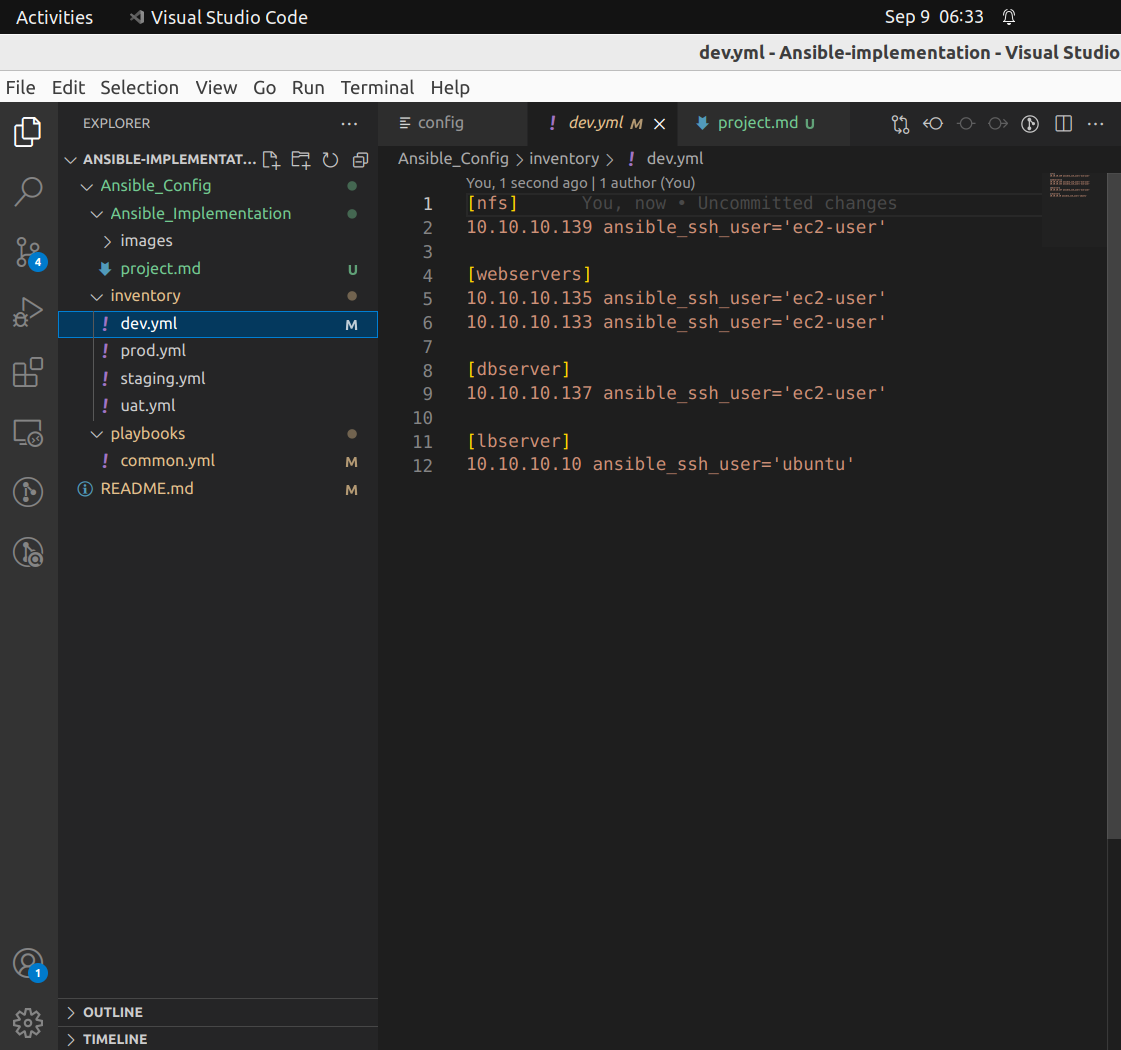 Activities Visual Studio Code Sep 9 06:33
dev.yml - Ansible-implementation - Visual Studio
File Edit Selection View Go Run Terminal Help
EXPLORER ...
ANSIBLE-IMPLEMENTAT...
Ansible_Config
Ansible_Implementation
images
project.md U
inventory
! dev.yml M
! prod.yml
! staging.yml
! uat.yml
playbooks
! common.yml M
README.md M
4
1
OUTLINE
TIMELINE
config ! dev.yml M project.md U ...
Ansible_Config > inventory > ! dev.yml
You, 1 second ago | 1 author (You)
1 [nfs] You, now • Uncommitted changes
2 10.10.10.139 ansible_ssh_user='ec2-user'
3
4 [webservers]
5 10.10.10.135 ansible_ssh_user='ec2-user'
6 10.10.10.133 ansible_ssh_user='ec2-user'
7
8 [dbserver]
9 10.10.10.137 ansible_ssh_user='ec2-user'
10
11 [lbserver]
12 10.10.10.10 ansible_ssh_user='ubuntu'